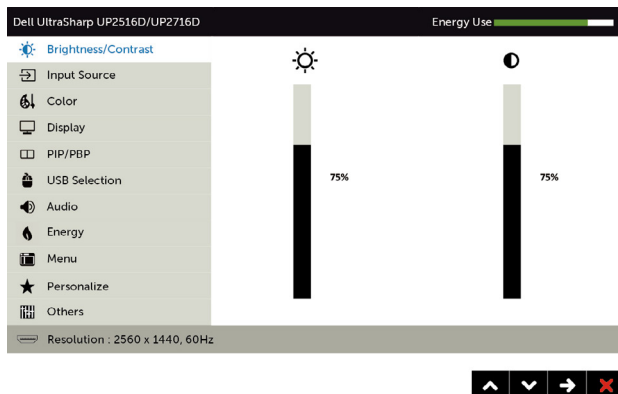 Dell UltraSharp UP2516D/UP2716D Energy Use
Brightness/Contrast
Input Source
Color
Display
PIP/PBP
USB Selection
Audio
Energy
Menu
Personalize
Others
75% 75%
Resolution : 2560 x 1440, 60Hz